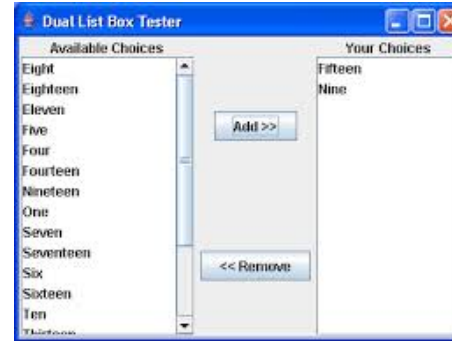 Dual List Box Tester
Available Choices
Eight
Eighteen
Eleven
Five
Four
Fourteen
Nineteen
One
Seven
Seventeen
Six
Sixteen
Ten
Thirteen
Add >>
<< Remove
Your Choices
Fifteen
Nine